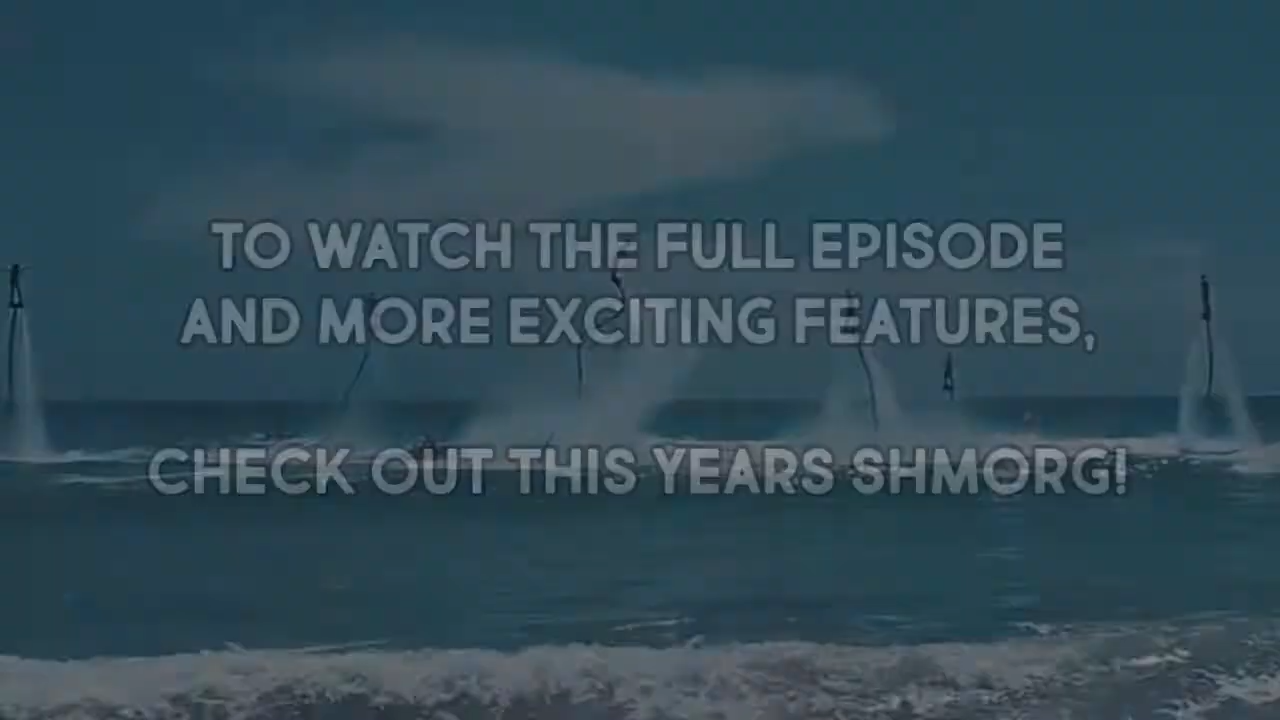 TO WATCH THE FULL EPISODE
AND MORE EXCITING FEATURES,
CHECK OUT THIS YEARS SHMORG!